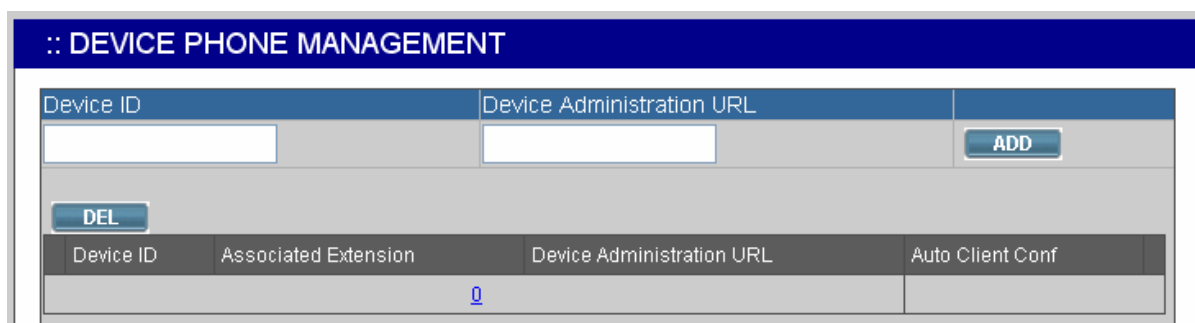 :: DEVICE PHONE MANAGEMENT
Device ID Device Administration URL
ADD
DEL
Device ID Associated Extension Device Administration URL Auto Client Conf
0